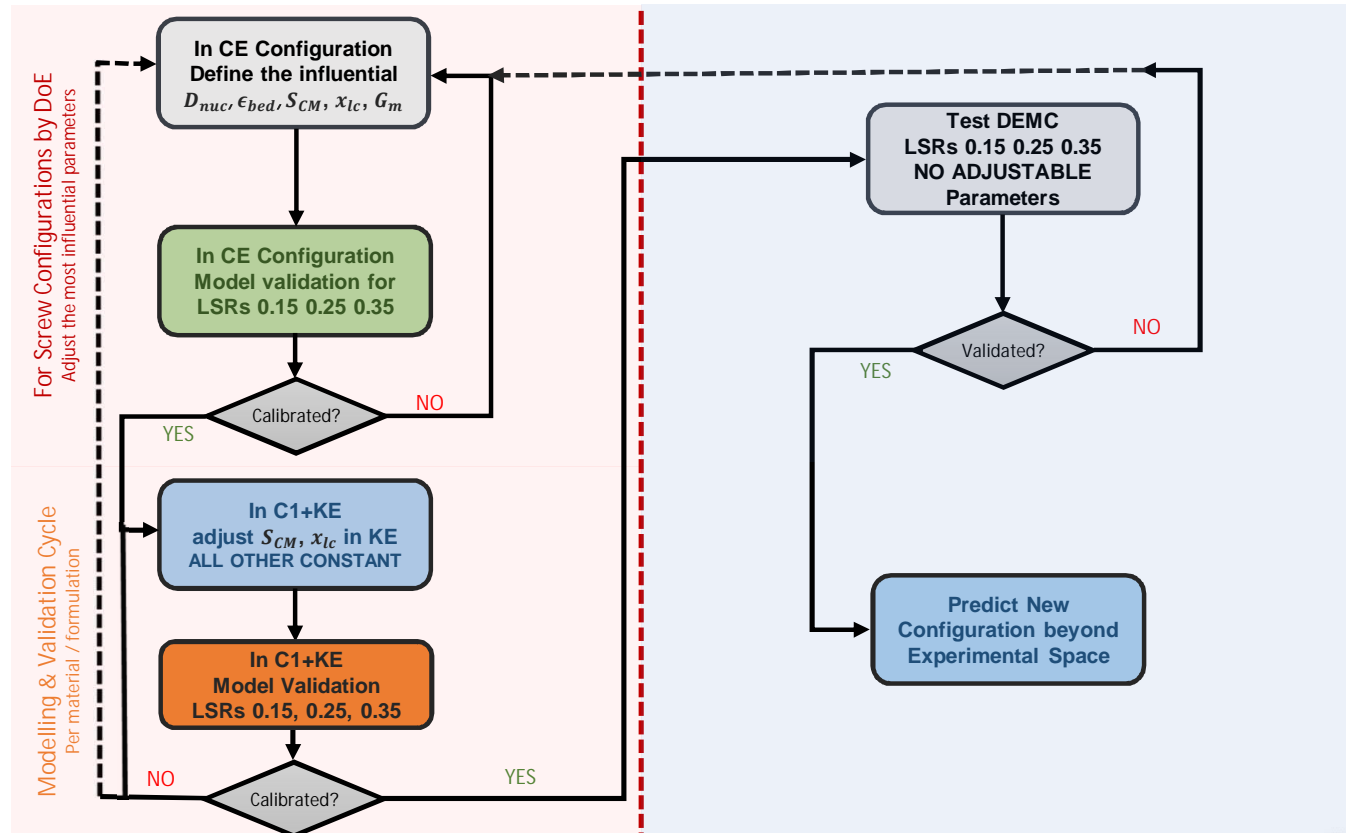 For Screw Configurations by DoE
Adjust the most influential parameters
In CE Configuration
Define the influential
D_nuc, ϵ_bed, S_CM, x_lc, G_m
In CE Configuration
Model validation for
LSRs 0.15 0.25 0.35
Calibrated?
YES
NO
Modelling & Validation Cycle
Per material / formulation
In C1+KE
adjust S_CM, x_lc in KE
ALL OTHER CONSTANT
In C1+KE
Model Validation
LSRs 0.15, 0.25, 0.35
Calibrated?
NO
YES
Test DEMC
LSRs 0.15 0.25 0.35
NO ADJUSTABLE
Parameters
Validated?
YES
NO
Predict New
Configuration beyond
Experimental Space